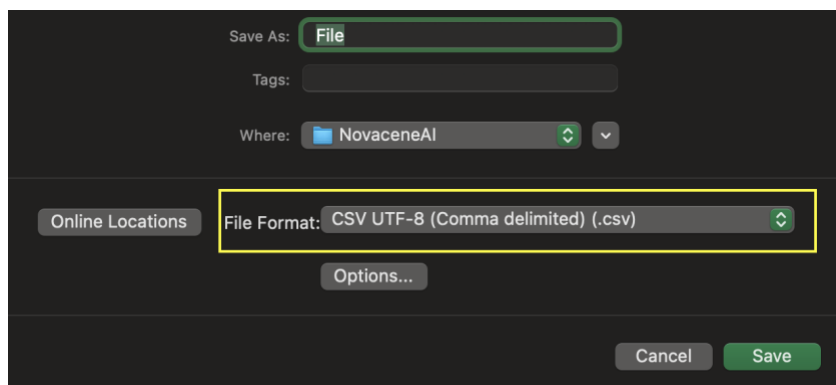 Save As: File
Tags:
Where: NovaceneAI
Online Locations File Format: CSV UTF-8 (Comma delimited) (.csv)
Options...
Cancel Save